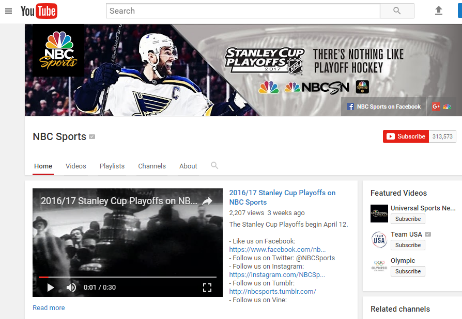 YouTube
Search
NBC
Sports
STANLEY CUP
PLAYOFFS
2017
THERE'S NOTHING LIKE
PLAYOFF HOCKEY
NBCSN
NBC Sports on Facebook
NBC Sports
Subscribe 313,573
Home Videos Playlists Channels About
2016/17 Stanley Cup Playoffs on NB...
0:01 / 0:30
Read more
2016/17 Stanley Cup Playoffs on
NBC Sports
2,207 views 3 weeks ago
The Stanley Cup Playoffs begin April 12.
- Like us on Facebook:
https://www.facebook.com/nb...
- Follow us on Twitter: @NBCSports
- Follow us on Instagram:
https://instagram.com/NBCSp...
- Follow us on Tumblr:
http://nbcsports.tumblr.com/
- Follow us on Vine
Featured Videos
Universal Sports Ne...
Subscribe
USA
Team USA
Subscribe
Olympic
Subscribe
Related channels